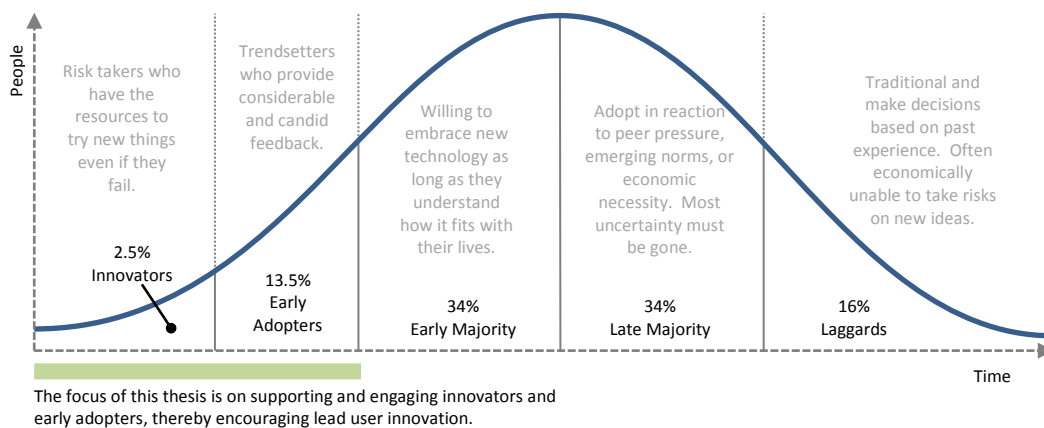 People
Risk takers who
have the
resources to
try new things
even if they
fail.
2.5%
Innovators
Trendsetters
who provide
considerable
and candid
feedback.
13.5%
Early
Adopters
Willing to
embrace new
technology as
long as they
understand
how it fits with
their lives.
34%
Early Majority
Adopt in reaction
to peer pressure,
emerging norms, or
economic
necessity.  Most
uncertainty must
be gone.
34%
Late Majority
Traditional and
make decisions
based on past
experience.  Often
economically
unable to take risks
on new ideas.
16%
Laggards
Time
The focus of this thesis is on supporting and engaging innovators and
early adopters, thereby encouraging lead user innovation.